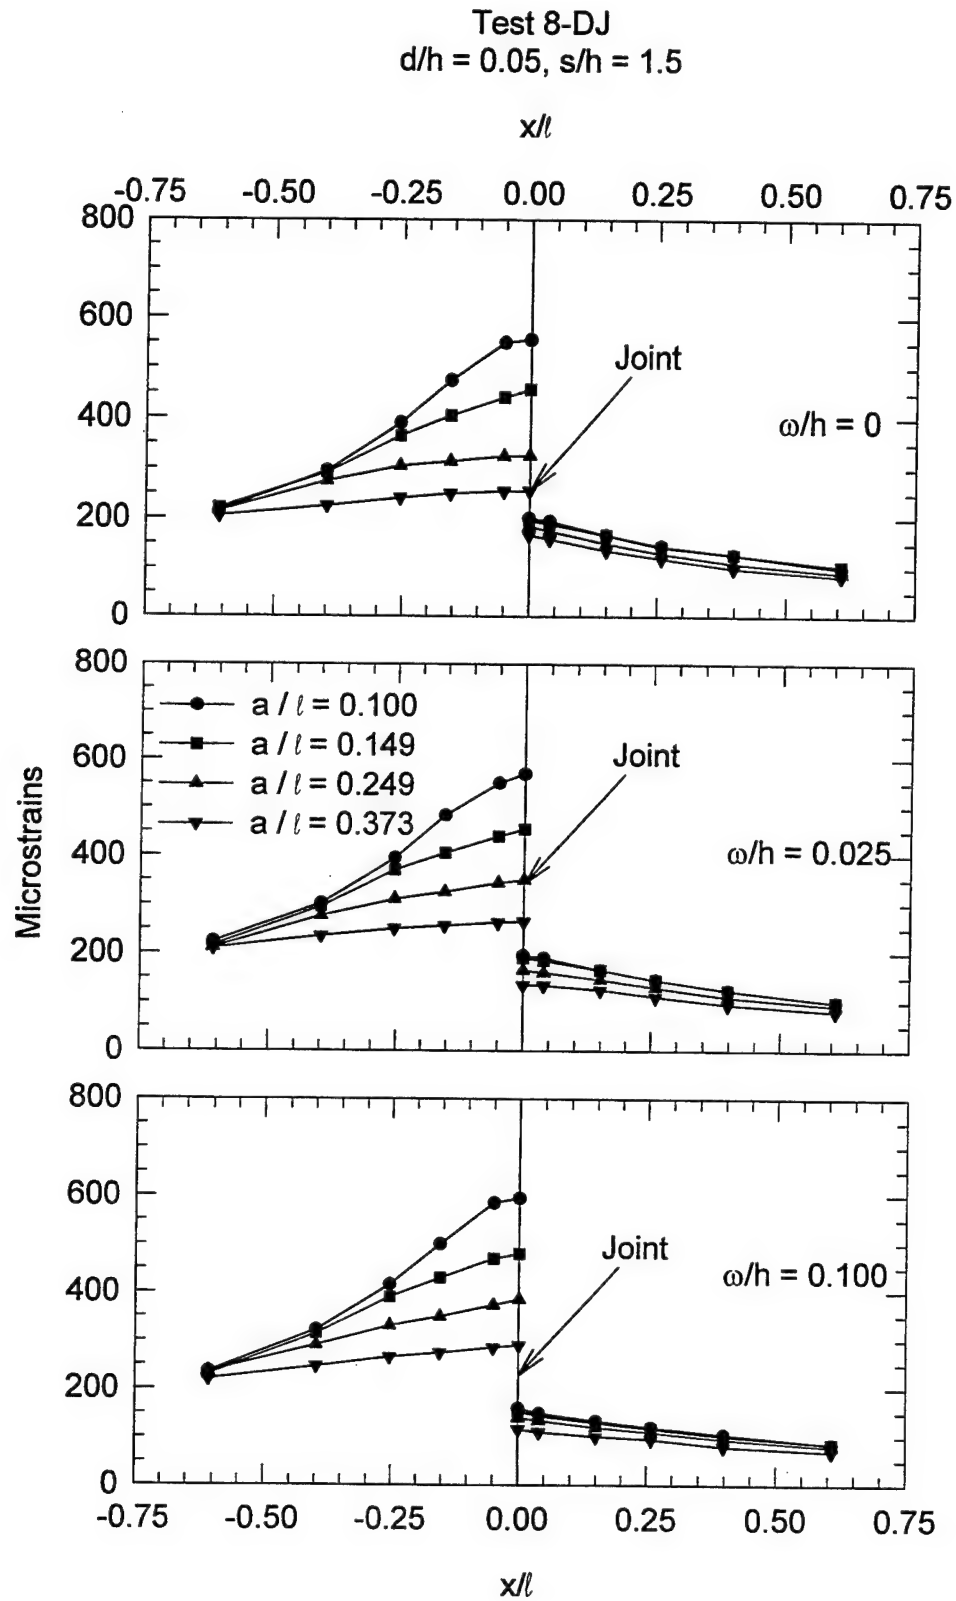 Test 8-DJ
d/h = 0.05, s/h = 1.5
x/ℓ
-0.75 -0.50 -0.25 0.00 0.25 0.50 0.75
800
600
Joint
400
ω/h = 0
200
0
800
a / ℓ = 0.100
a / ℓ = 0.149
Joint
600
a / ℓ = 0.249
a / ℓ = 0.373
400
ω/h = 0.025
Microstrains
200
0
800
600
Joint
ω/h = 0.100
400
200
0
-0.75 -0.50 -0.25 0.00 0.25 0.50 0.75
x/ℓ